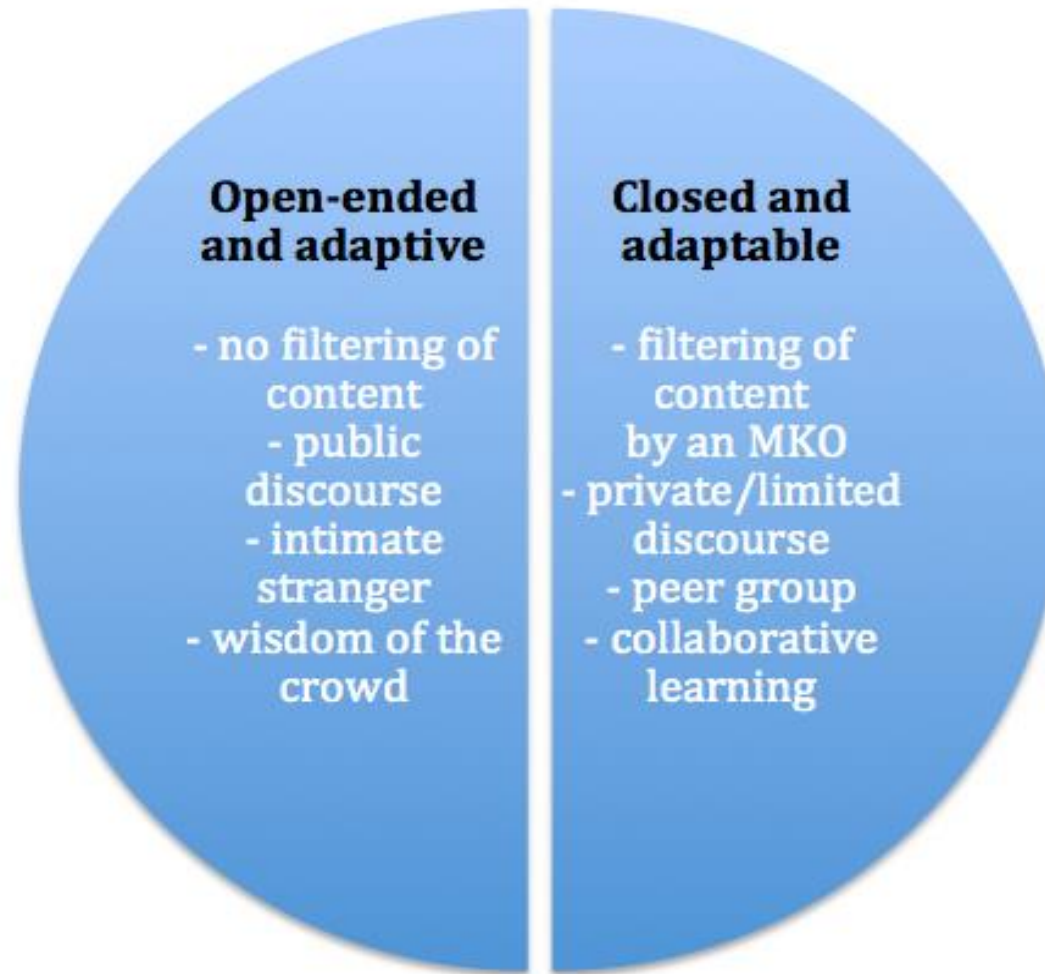 Open-ended
and adaptive
- no filtering of
content
- public
discourse
- intimate
stranger
- wisdom of the
crowd
Closed and
adaptable
- filtering of
content
by an MKO
- private/limited
discourse
- peer group
- collaborative
learning